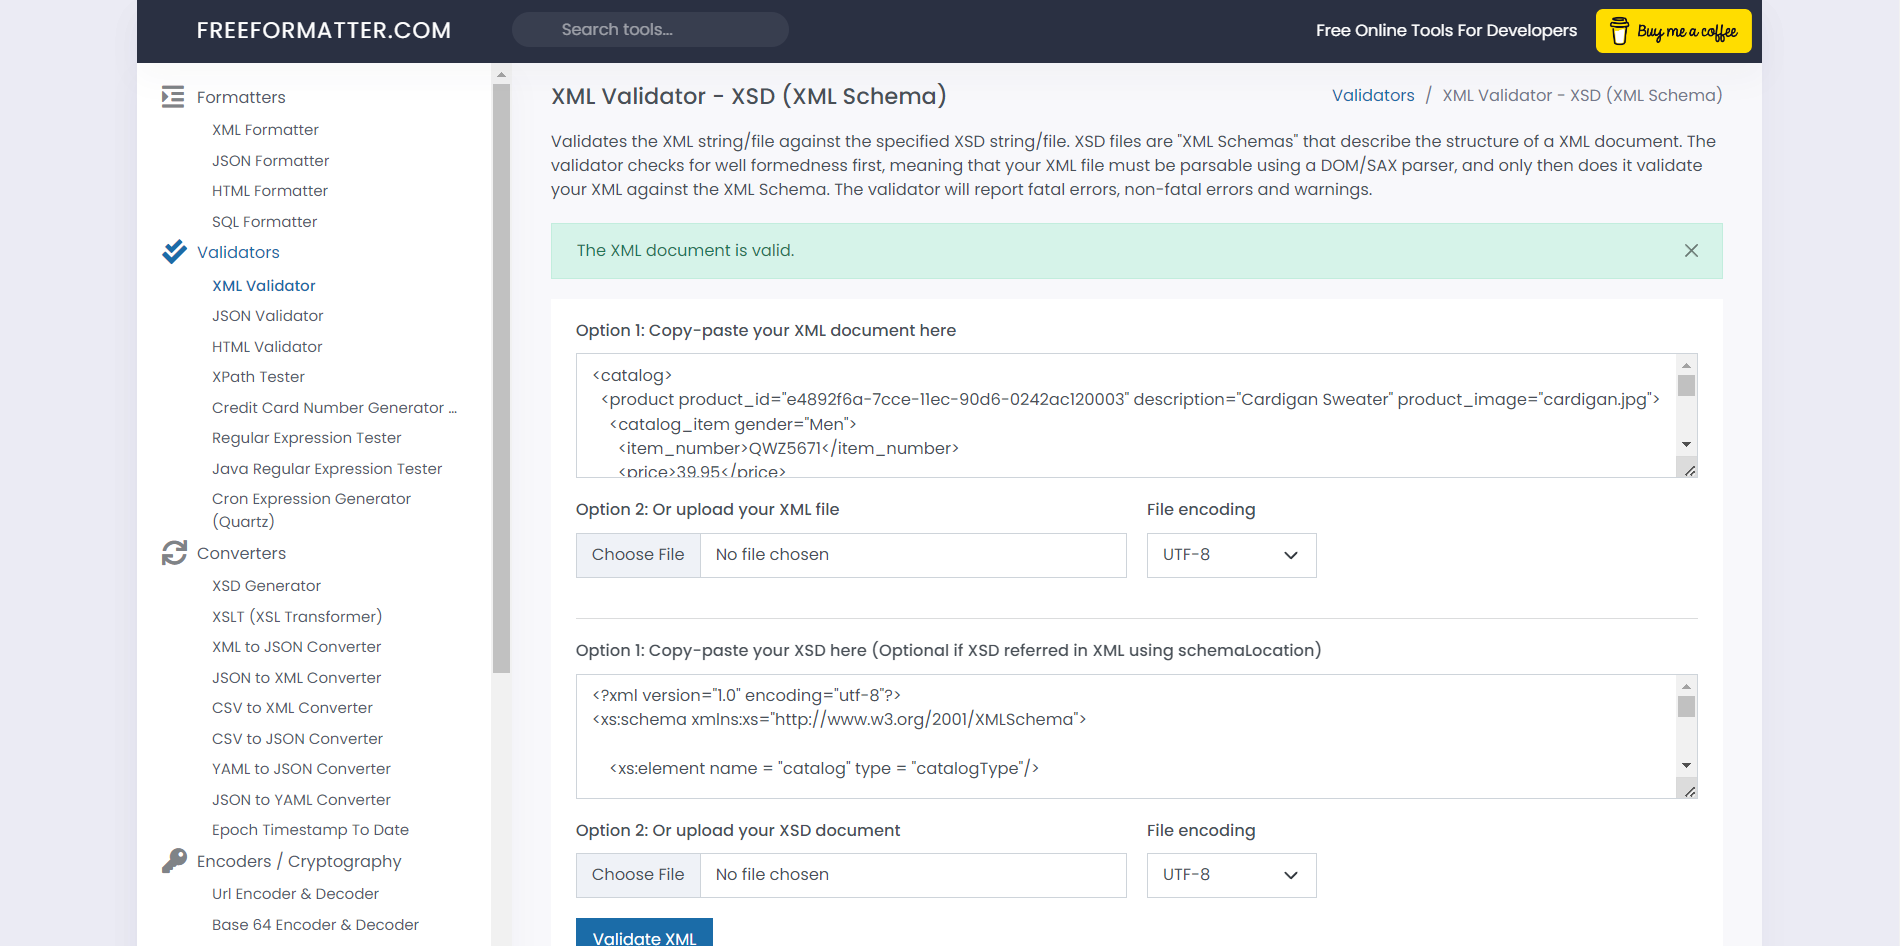 FREEFORMATTER.COM
Search tools...
Free Online Tools For Developers
Buy me a coffee
Formatters
XML Formatter
JSON Formatter
HTML Formatter
SQL Formatter
Validators
XML Validator
JSON Validator
HTML Validator
XPath Tester
Credit Card Number Generator ...
Regular Expression Tester
Java Regular Expression Tester
Cron Expression Generator
(Quartz)
Converters
XSD Generator
XSLT (XSL Transformer)
XML to JSON Converter
JSON to XML Converter
CSV to XML Converter
CSV to JSON Converter
YAML to JSON Converter
JSON to YAML Converter
Epoch Timestamp To Date
Encoders / Cryptography
Url Encoder & Decoder
Base 64 Encoder & Decoder
XML Validator - XSD (XML Schema)
Validators / XML Validator - XSD (XML Schema)
Validates the XML string/file against the specified XSD string/file. XSD files are "XML Schemas" that describe the structure of a XML document. The
validator checks for well formedness first, meaning that your XML file must be parsable using a DOM/SAX parser, and only then does it validate
your XML against the XML Schema. The validator will report fatal errors, non-fatal errors and warnings.
The XML document is valid.
Option 1: Copy-paste your XML document here
<catalog>
<product product_id="e4892f6a-7cce-11ec-90d6-0242ac120003" description="Cardigan Sweater" product_image="cardigan.jpg">
<catalog_item gender="Men">
<item_number>QWZ5671</item_number>
<price>39.95</price>
Option 2: Or upload your XML file
File encoding
Choose File
No file chosen
UTF-8
Option 1: Copy-paste your XSD here (Optional if XSD referred in XML using schemaLocation)
<?xml version="1.0" encoding="utf-8"?>
<xs:schema xmlns:xs="http://www.w3.org/2001/XMLSchema">
<xs:element name = "catalog" type = "catalogType"/>
Option 2: Or upload your XSD document
File encoding
Choose File
No file chosen
UTF-8
Validate XML